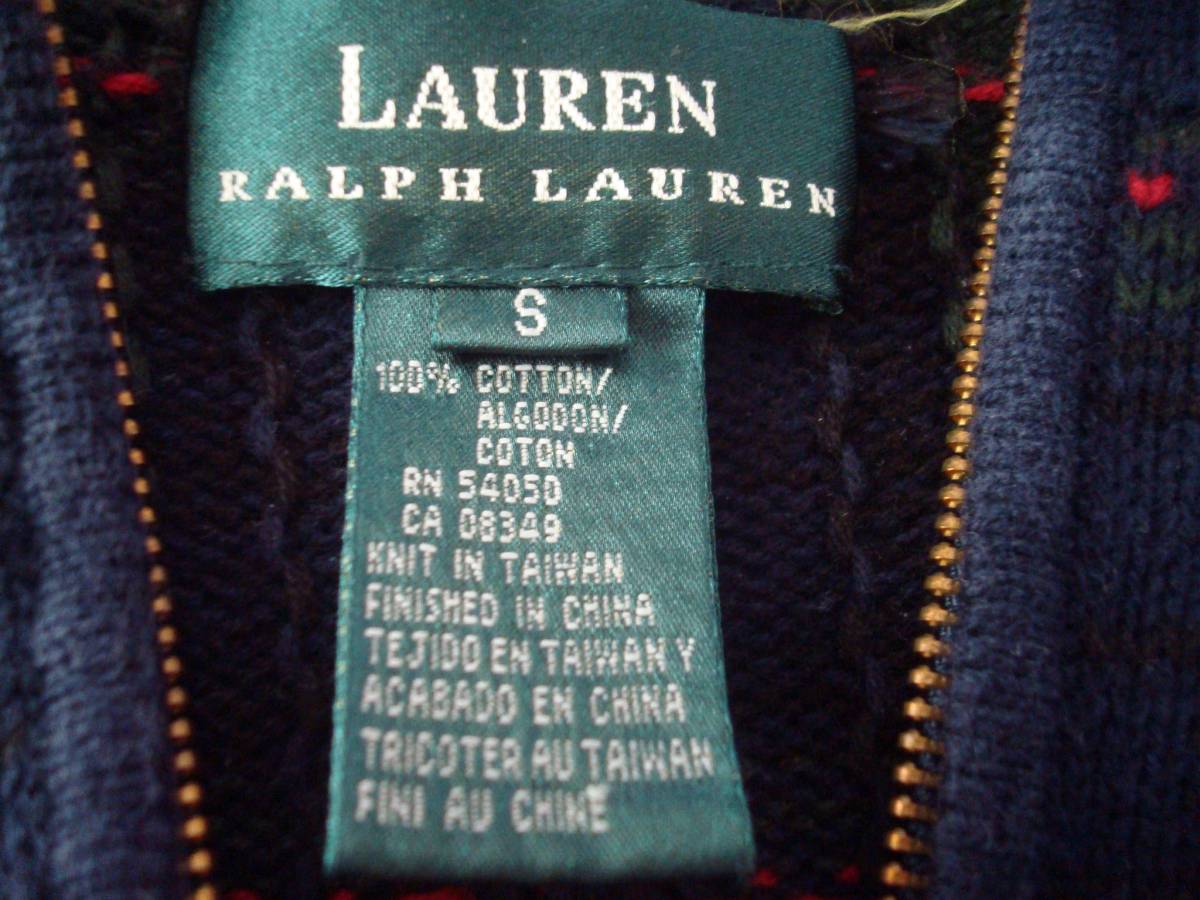 LAUREN
RALPH LAUREN
S
100% COTTON/
ALGODON/
COTON
RN 54050
CA 08349
KNIT IN TAIWAN
FINISHED IN CHINA
TEJIDO EN TAIWAN Y
ACABADO EN CHINA
TRICOTER AU TAIWAN
FINI AU CHINE